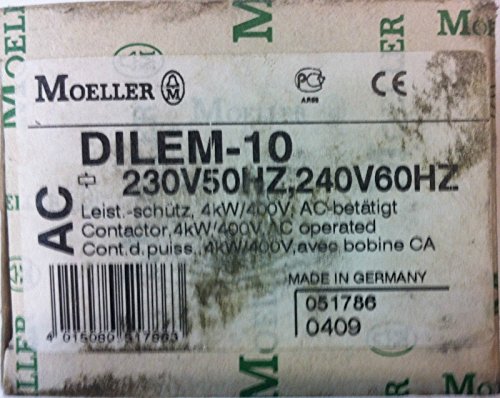 MOELLER
CE
DILEM-10
AC
230V50HZ,240V60HZ
Leist.-schütz, 4kW/400V, AC-betätigt
Contactor,4kW/400V,AC operated
Cont.d.puiss.,4kW/400V,avec bobine CA
MADE IN GERMANY
051786
0409